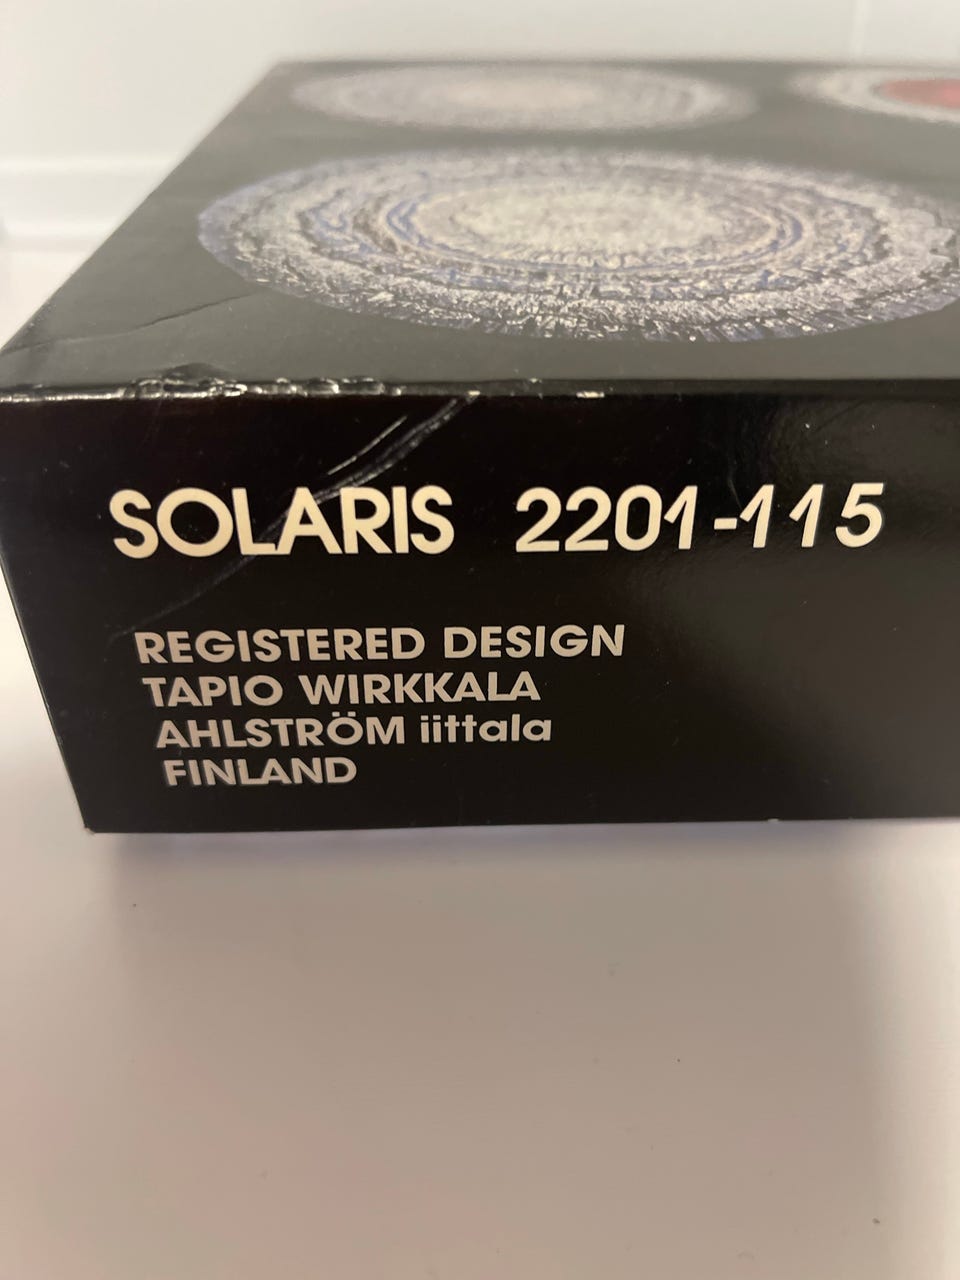 SOLARIS 2201-115
REGISTERED DESIGN
TAPIO WIRKKALA
AHLSTRÖM iittala
FINLAND